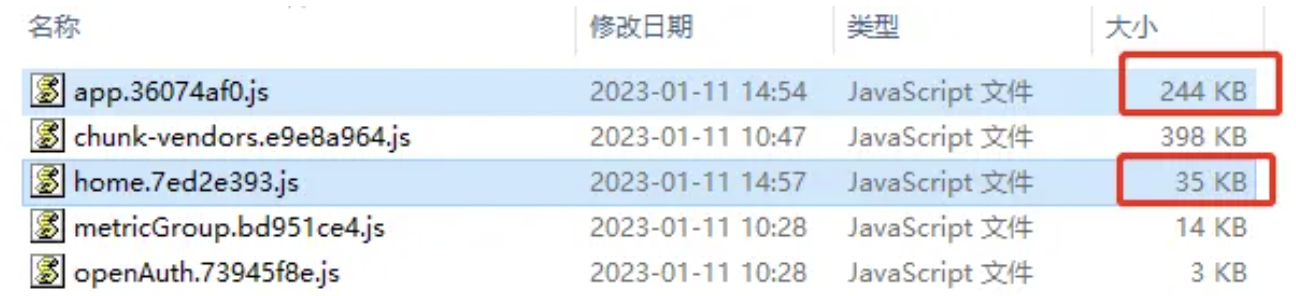 名称 修改日期 类型 大小
app.36074af0.js 2023-01-11 14:54 JavaScript 文件 244 KB
chunk-vendors.e9e8a964.js 2023-01-11 10:47 JavaScript 文件 398 KB
home.7ed2e393.js 2023-01-11 14:57 JavaScript 文件 35 KB
metricGroup.bd951ce4.js 2023-01-11 10:28 JavaScript 文件 14 KB
openAuth.73945f8e.js 2023-01-11 10:28 JavaScript 文件 3 KB